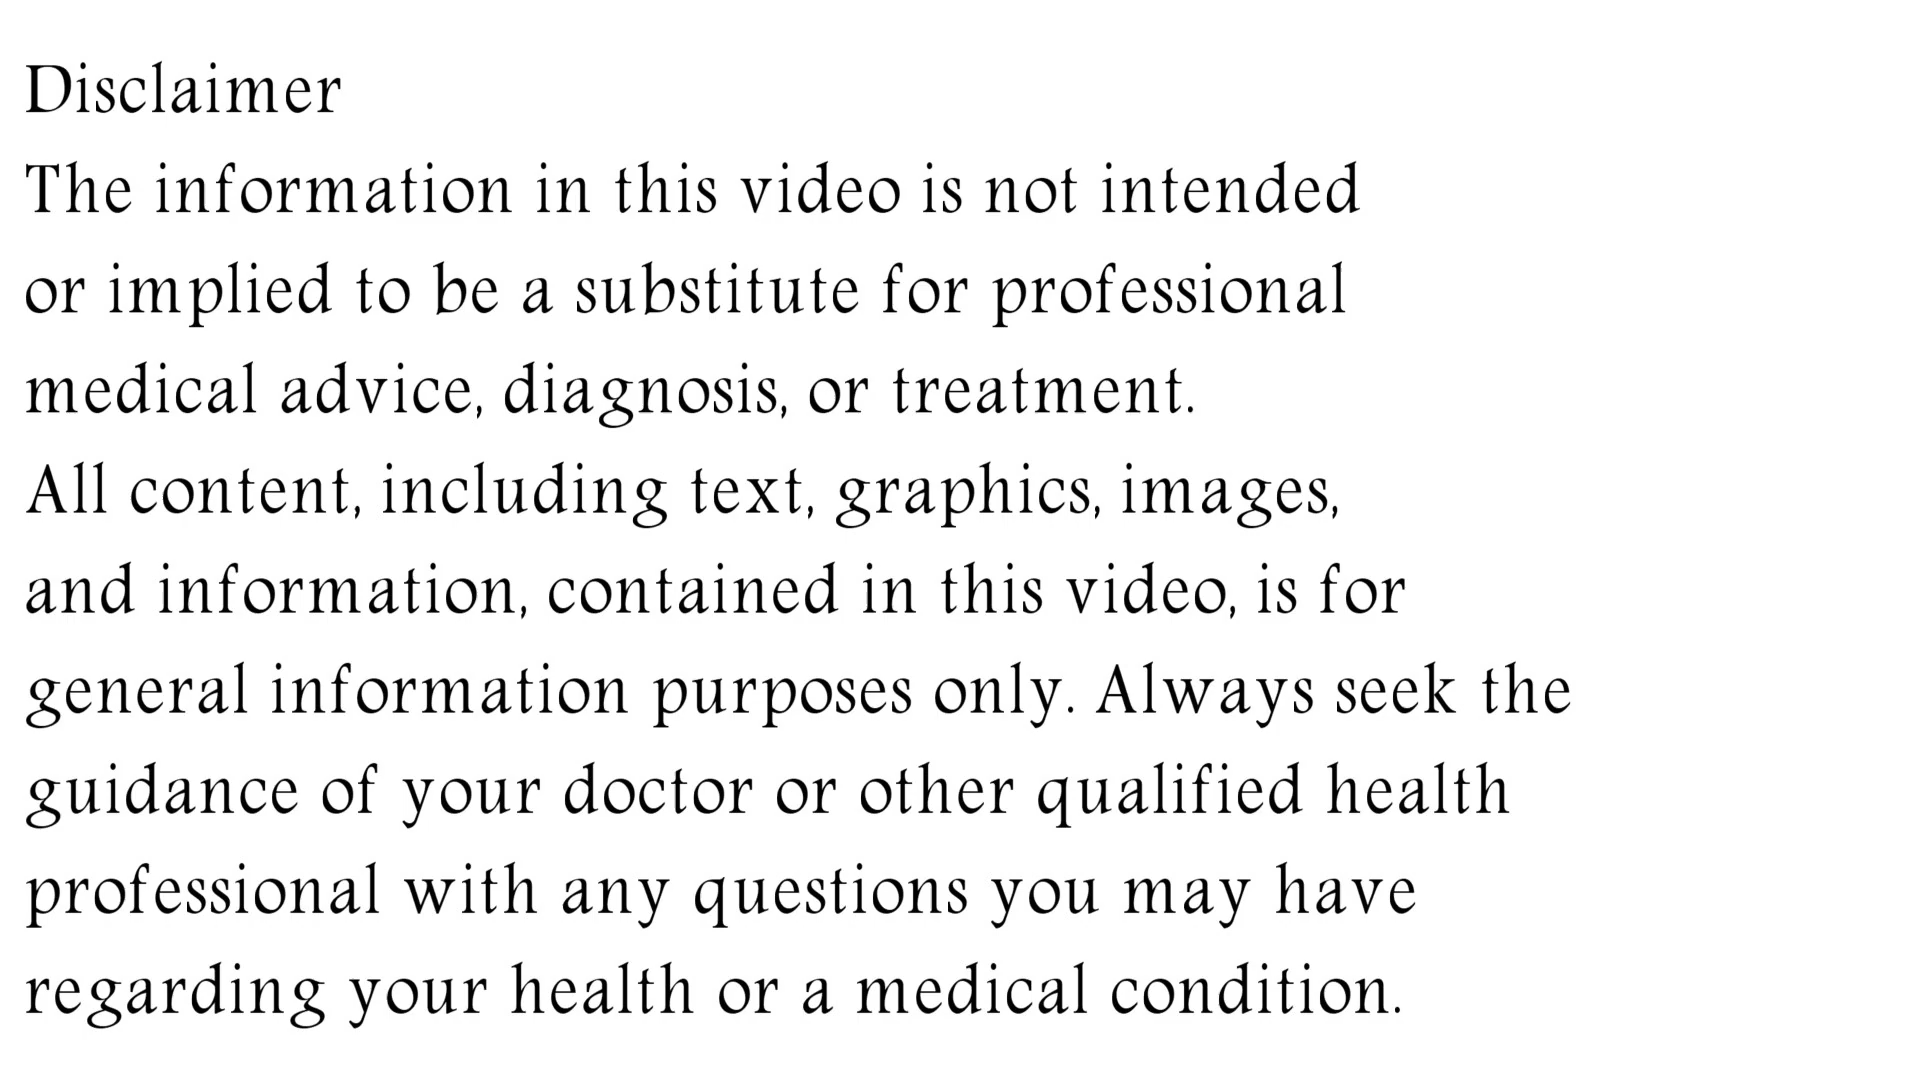 Disclaimer
The information in this video is not intended
or implied to be a substitute for professional
medical advice, diagnosis, or treatment.
All content, including text, graphics, images,
and information, contained in this video, is for
general information purposes only. Always seek the
guidance of your doctor or other qualified health
professional with any questions you may have
regarding your health or a medical condition.